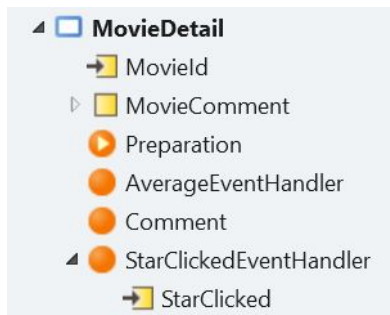 MovieDetail
MovieId
MovieComment
Preparation
AverageEventHandler
Comment
StarClickedEventHandler
StarClicked